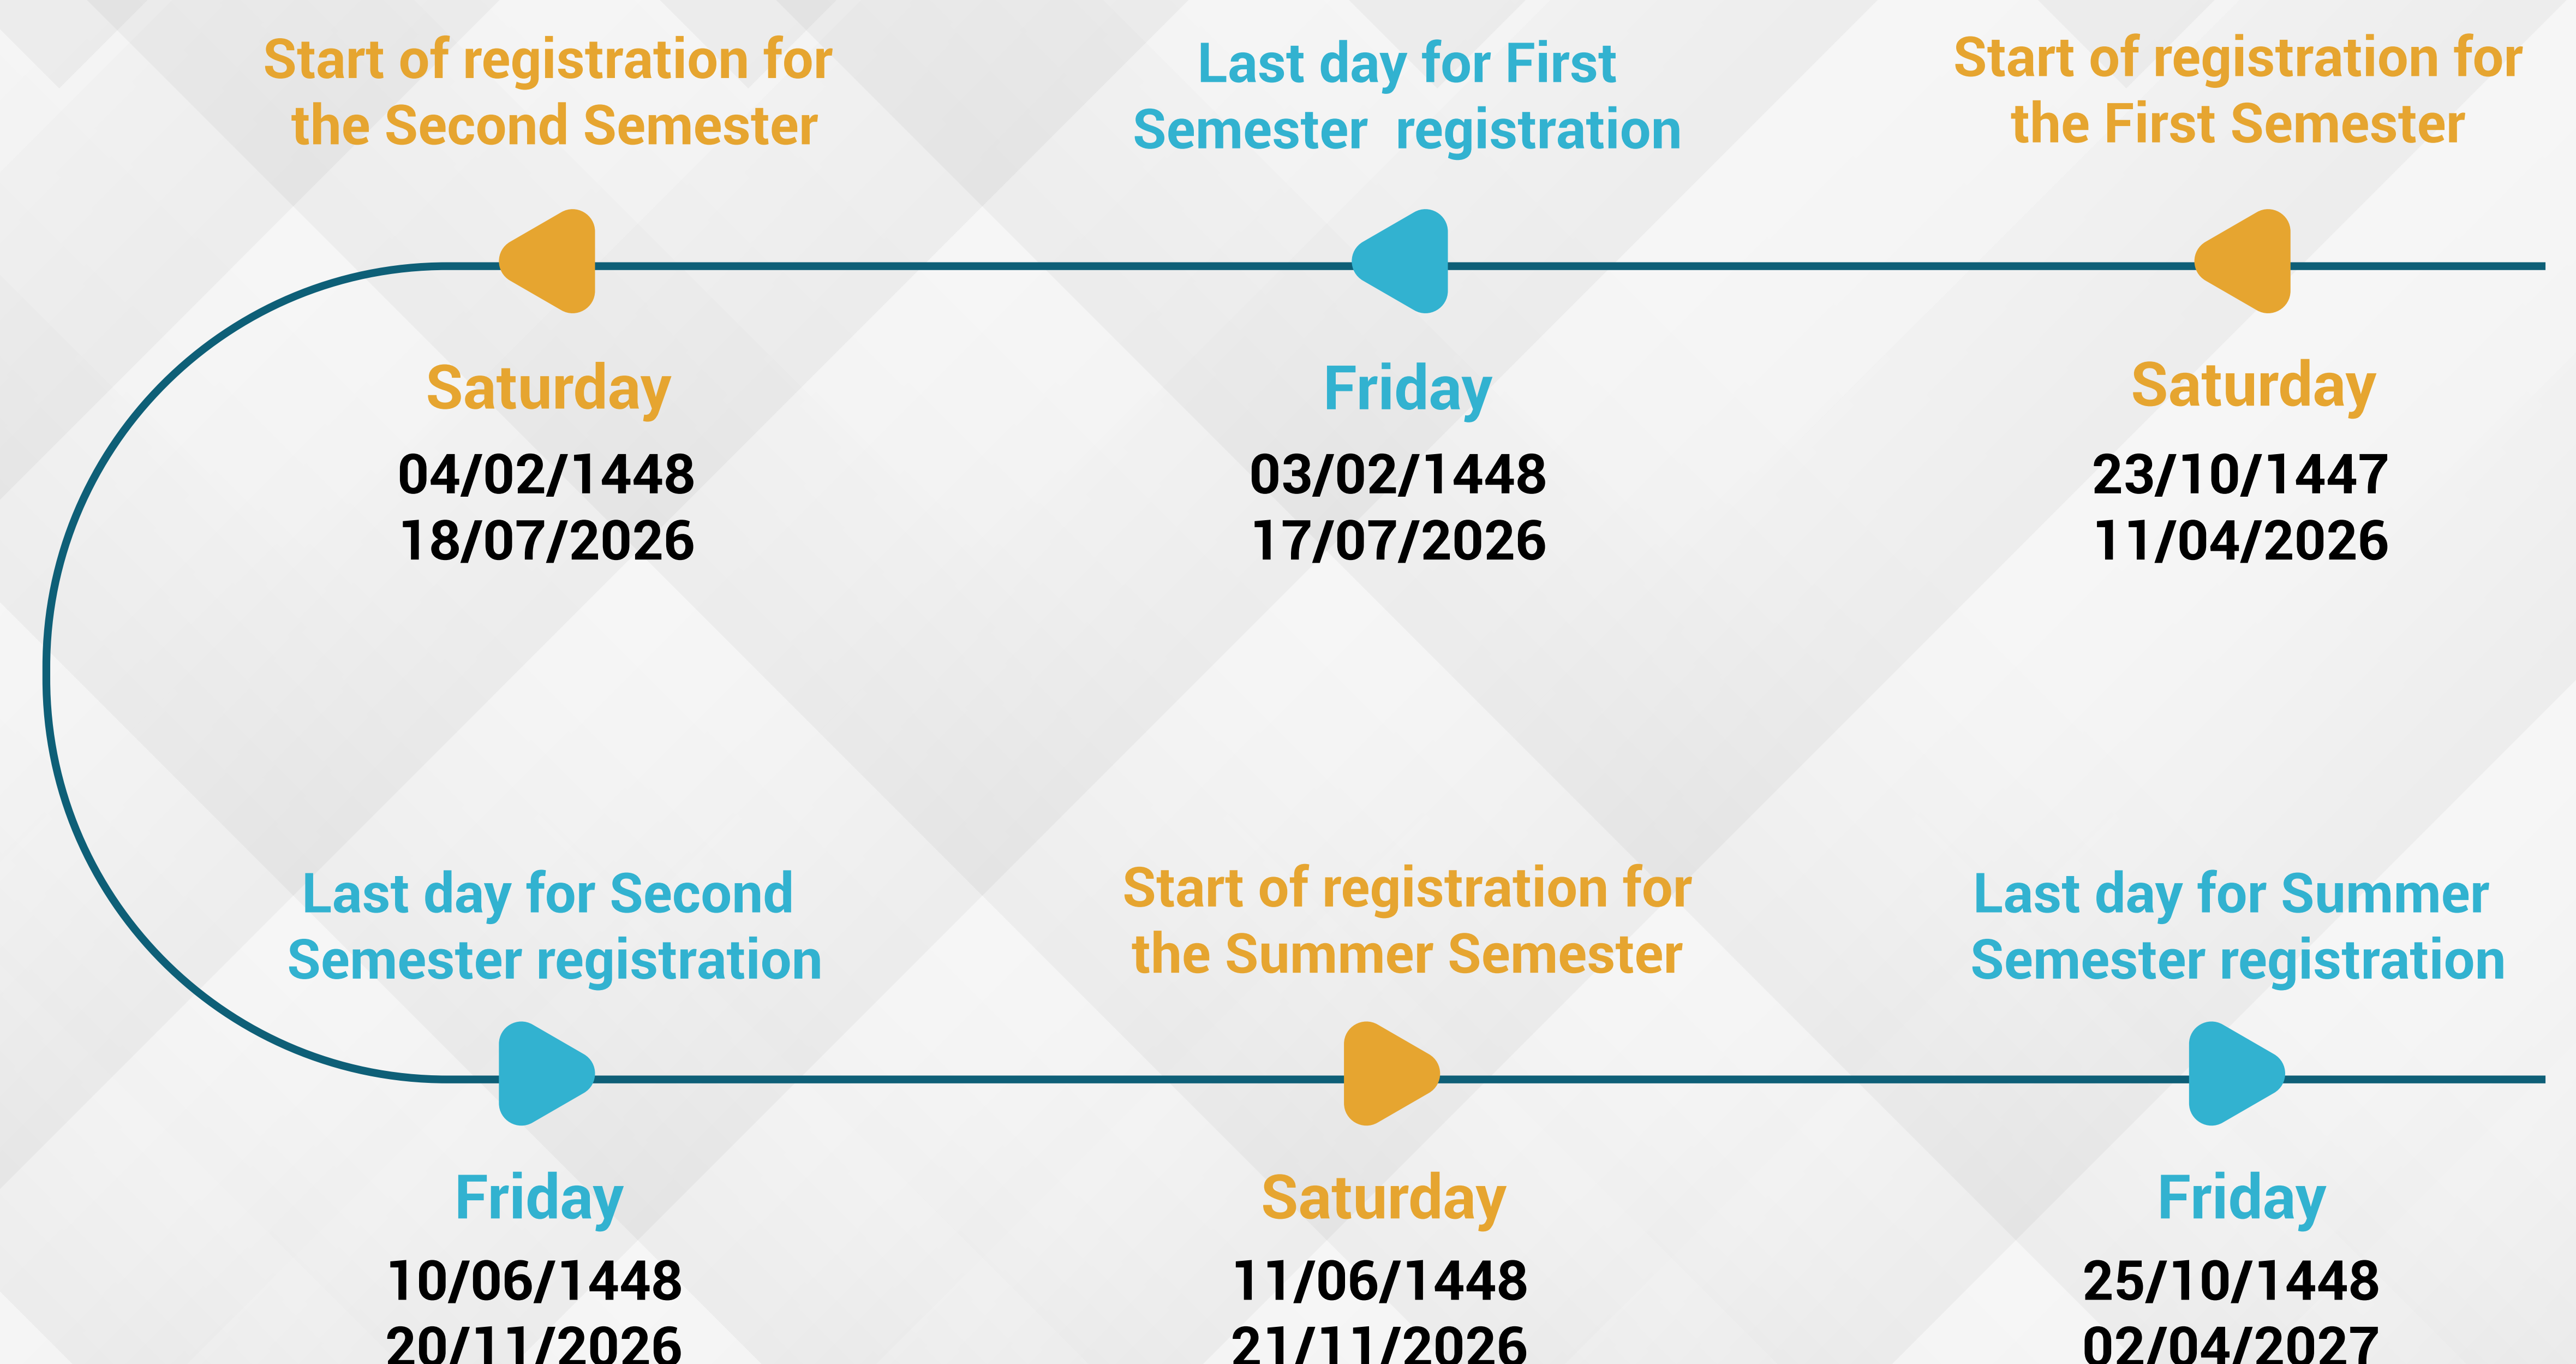 Start of registration for
the First Semester
Saturday
23/10/1447
11/04/2026
Last day for First
Semester  registration
Friday
03/02/1448
17/07/2026
Start of registration for
the Second Semester
Saturday
04/02/1448
18/07/2026
Last day for Second
Semester registration
Friday
10/06/1448
20/11/2026
Start of registration for
the Summer Semester
Saturday
11/06/1448
21/11/2026
Last day for Summer
Semester registration
Friday
25/10/1448
02/04/2027